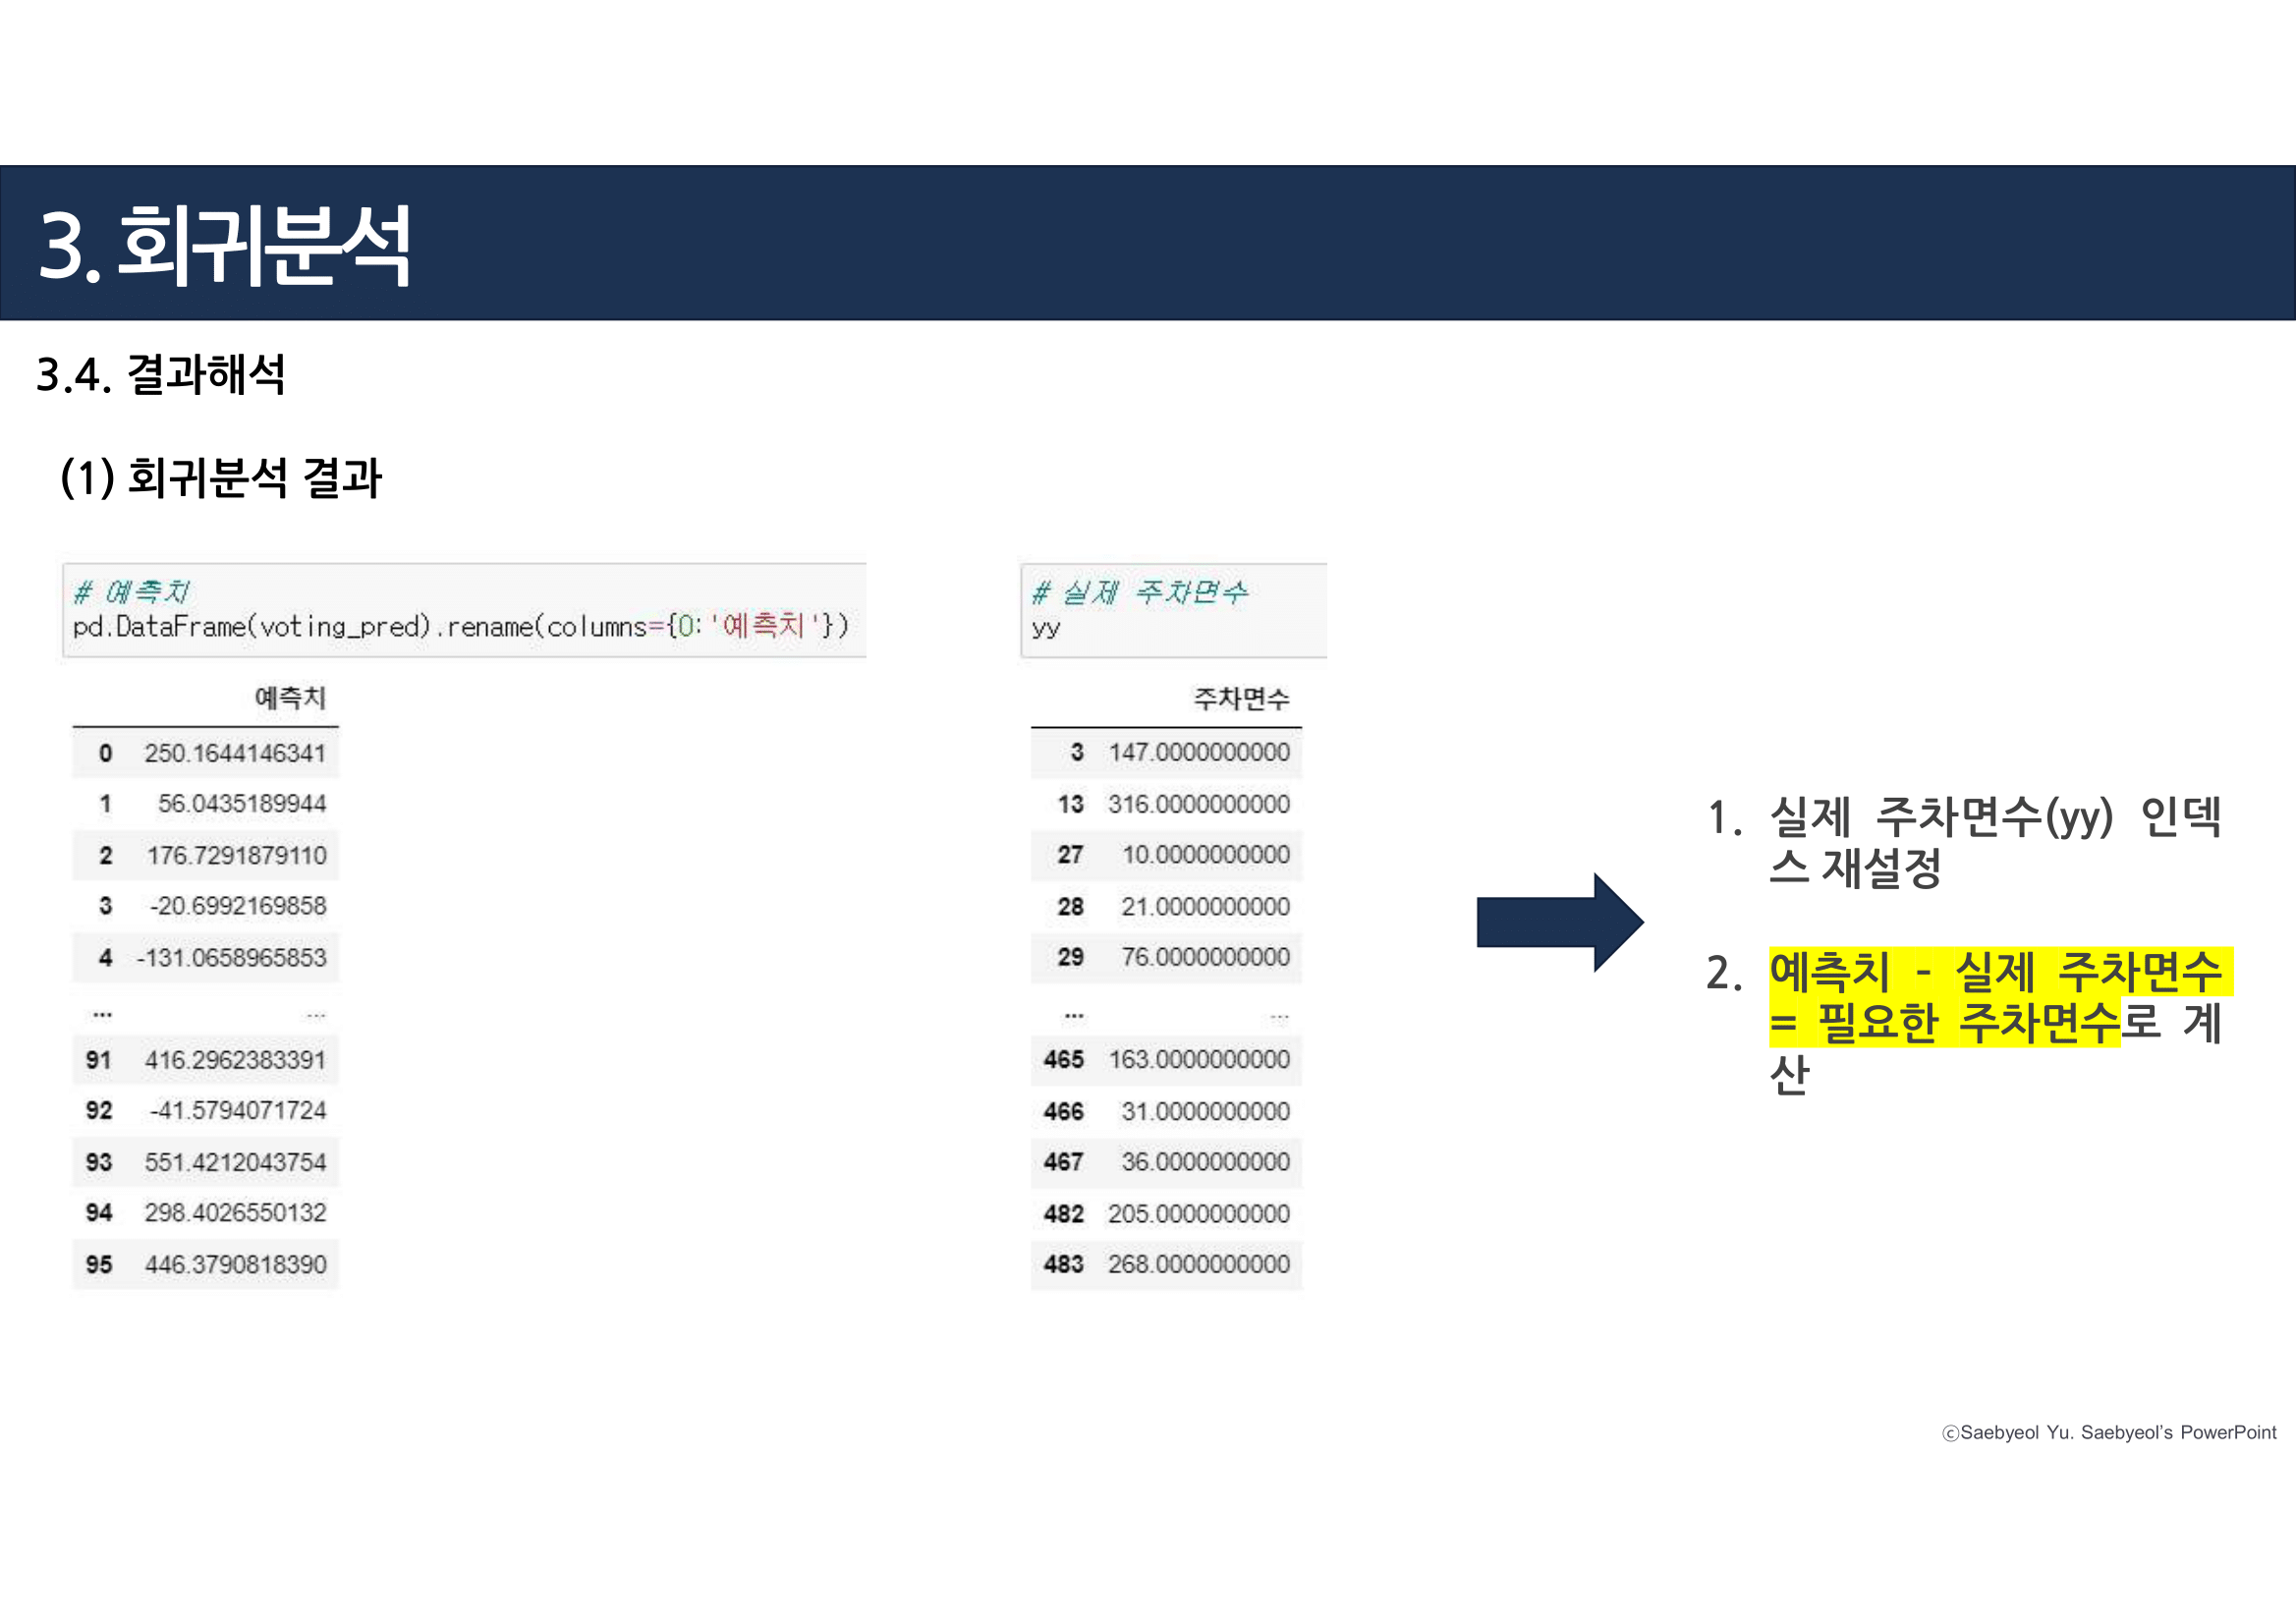 3. 회귀분석
3.4. 결과해석
(1) 회귀분석 결과
# 예측치
pd.DataFrame(voting_pred).rename(columns={0:'예측치'})
예측치
0 250.1644146341
1 56.0435189944
2 176.7291879110
3 -20.6992169858
4 -131.0658965853
... ...
91 416.2962383391
92 -41.5794071724
93 551.4212043754
94 298.4026550132
95 446.3790818390
# 실제 주차면수
yy
주차면수
3 147.0000000000
13 316.0000000000
27 10.0000000000
28 21.0000000000
29 76.0000000000
... ...
465 163.0000000000
466 31.0000000000
467 36.0000000000
482 205.0000000000
483 268.0000000000
1. 실제 주차면수(yy) 인덱
스 재설정
2. 예측치 - 실제 주차면수
= 필요한 주차면수로 계
산
ⓒSaebyeol Yu. Saebyeol's PowerPoint